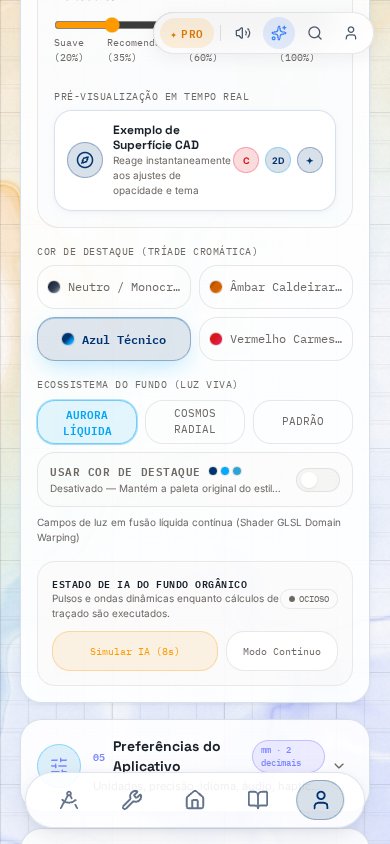 PRO
Suave
(20%)
Recomend
(35%)
(60%)
(100%)
PRÉ-VISUALIZAÇÃO EM TEMPO REAL
Exemplo de
Superfície CAD
Reage instantaneamente
aos ajustes de
opacidade e tema
C
2D
COR DE DESTAQUE (TRÍADE CROMÁTICA)
Neutro / Monocr…
Âmbar Caldeirar…
Azul Técnico
Vermelho Carmes…
ECOSSISTEMA DO FUNDO (LUZ VIVA)
AURORA
LÍQUIDA
COSMOS
RADIAL
PADRÃO
USAR COR DE DESTAQUE
Desativado — Mantém a paleta original do estil…
Campos de luz em fusão líquida contínua (Shader GLSL Domain
Warping)
ESTADO DE IA DO FUNDO ORGÂNICO
Pulsos e ondas dinâmicas enquanto cálculos de
traçado são executados.
OCIOSO
Simular IA (8s)
Modo Contínuo
05
Preferências do
Aplicativo
mm · 2
decimais
Unidades, precisão, idioma, áudio,